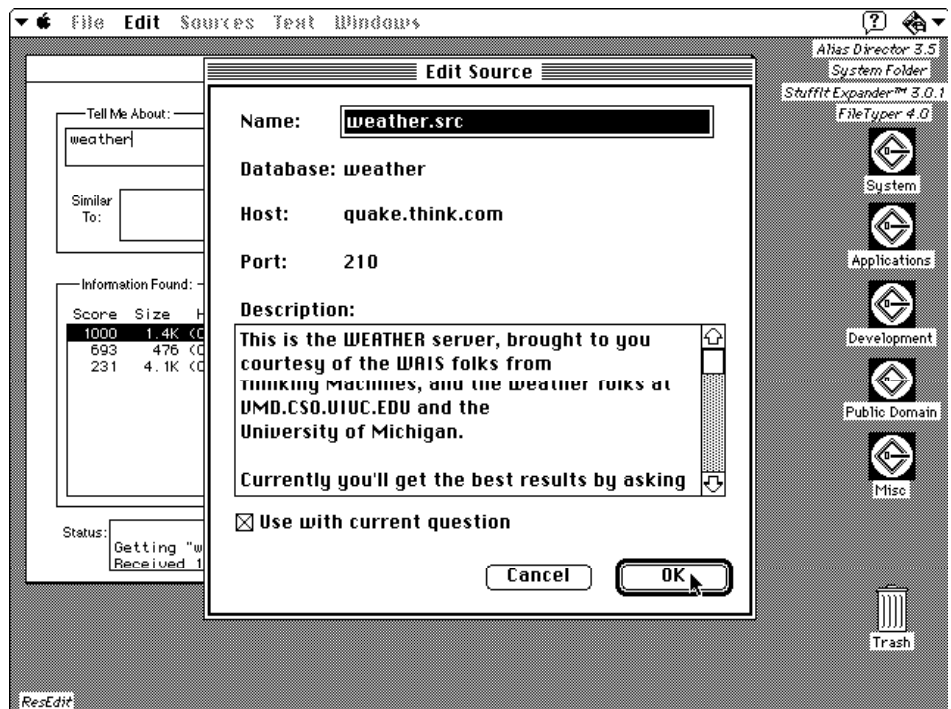 File Edit Sources Text Windows
Alias Director 3.5
System Folder
StuffIt Expander™ 3.0.1
FileTyper 4.0
System
Applications
Development
Public Domain
Misc
Trash
ResEdit
Tell Me About:
weather
Similar
To:
Information Found:
Score Size H
1000 1.4K (0
693 476 (0
231 4.1K (0
Status:
Getting "w
Received 1
Edit Source
Name: weather.src
Database: weather
Host: quake.think.com
Port: 210
Description:
This is the WEATHER server, brought to you
courtesy of the WAIS folks from
Thinking Machines, and the weather folks at
VMD.CSO.UIUC.EDU and the
University of Michigan.
Currently you'll get the best results by asking
Use with current question
Cancel OK